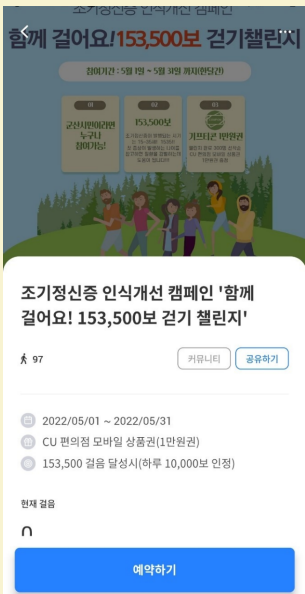 조기정신증 인식개선 캠페인
함께 걸어요!153,500보 걷기챌린지
참여기간 : 5월 1일 ~ 5월 31일 까지(한달간)
01
군산시민이라면
누구나
참여가능!
02
153,500보
03
기프티콘 1만원권
조기정신증 인식개선 캠페인 '함께
걸어요! 153,500보 걷기 챌린지'
97
커뮤니티
공유하기
2022/05/01 ~ 2022/05/31
CU 편의점 모바일 상품권(1만원권)
153,500 걸음 달성시(하루 10,000보 인정)
현재 걸음
예약하기